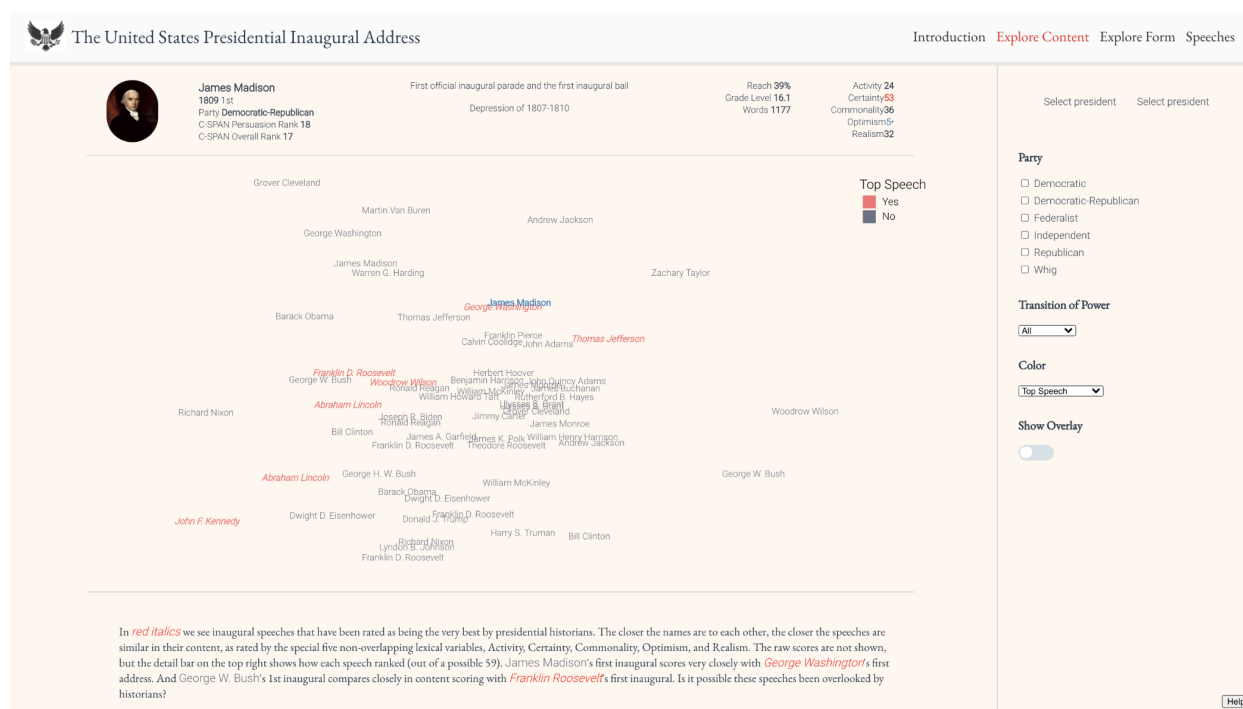 The United States Presidential Inaugural Address
Introduction Explore Content Explore Form Speeches
James Madison
1809 1st
Party Democratic-Republican
C-SPAN Persuasion Rank 18
C-SPAN Overall Rank 17
First official inaugural parade and the first inaugural ball
Depression of 1807-1810
Reach 39%
Grade Level 16.1
Words 1177
Activity 24
Certainty53
Commonality36
Optimism5+
Realism32
Select president Select president
Party
Democratic
Democratic-Republican
Federalist
Independent
Republican
Whig
Transition of Power
All
Color
Top Speech
Show Overlay
Top Speech
Yes
No
Grover Cleveland
Martin Van Buren
Andrew Jackson
George Washington
James Madison
Warren G. Harding
Zachary Taylor
James Madison
George Washington
Barack Obama
Thomas Jefferson
Franklin Pierce
Thomas Jefferson
Calvin Coolidge
John Adams
Franklin D. Roosevelt
Herbert Hoover
George W. Bush
Woodrow Wilson
Benjamin Harrison
John Quincy Adams
Ronald Reagan
William McKinley
James Monroe
James Buchanan
William Howard Taft
Rutherford B. Hayes
Abraham Lincoln
Ulysses S. Grant
Grover Cleveland
Richard Nixon
Woodrow Wilson
Joseph R. Biden
Jimmy Carter
Ronald Reagan
James Monroe
Bill Clinton
James A. Garfield
James K. Polk
William Henry Harrison
Franklin D. Roosevelt
Theodore Roosevelt
Andrew Jackson
Abraham Lincoln
George H. W. Bush
George W. Bush
William McKinley
Barack Obama
Dwight D. Eisenhower
Dwight D. Eisenhower
Franklin D. Roosevelt
Donald J. Trump
John F. Kennedy
Harry S. Truman
Bill Clinton
Richard Nixon
Lyndon B. Johnson
Franklin D. Roosevelt
In red italics we see inaugural speeches that have been rated as being the very best by presidential historians. The closer the names are to each other, the closer the speeches are
similar in their content, as rated by the special five non-overlapping lexical variables, Activity, Certainty, Commonality, Optimism, and Realism. The raw scores are not shown,
but the detail bar on the top right shows how each speech ranked (out of a possible 59). James Madison's first inaugural scores very closely with George Washington's first
address. And George W. Bush's 1st inaugural compares closely in content scoring with Franklin Roosevelt's first inaugural. Is it possible these speeches been overlooked by
historians?
Help